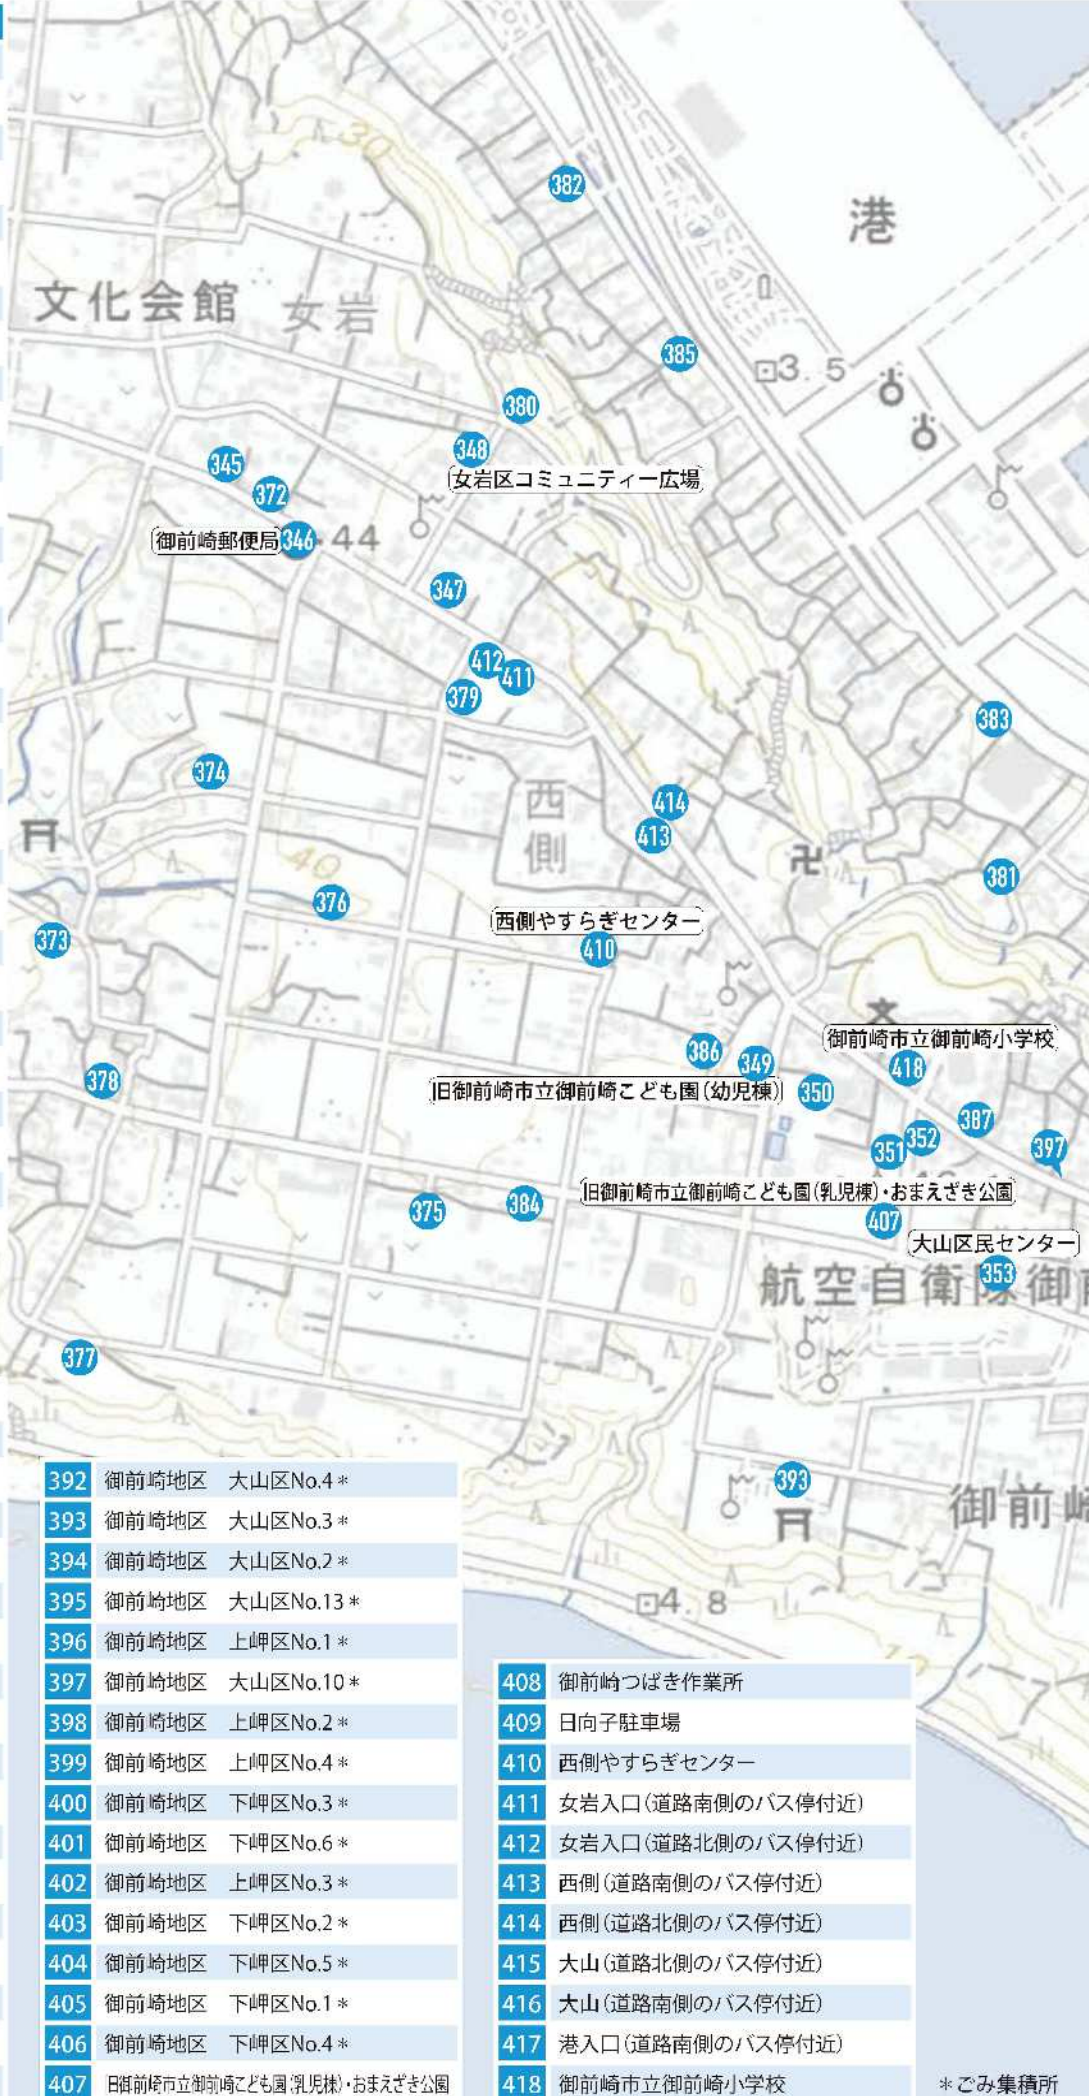 30
382
港
文化会館
女岩
385
3.5
380
348
女岩区コミュニティー広場
345
372
御前崎郵便局
346
44
347
412
411
379
383
374
西側
414
413
40
376
381
373
西側やすらぎセンター
410
御前崎市立御前崎小学校
386
349
418
378
旧御前崎市立御前崎こども園(幼児棟)
350
387
352
351
397
旧御前崎市立御前崎こども園(乳児棟)・おまえざき公園
375
384
407
大山区民センター
353
航空自衛隊御前
377
393
御前崎
4.8
392 御前崎地区 大山区No.4*
393 御前崎地区 大山区No.3*
394 御前崎地区 大山区No.2*
395 御前崎地区 大山区No.13*
396 御前崎地区 上岬区No.1*
397 御前崎地区 大山区No.10*
398 御前崎地区 上岬区No.2*
399 御前崎地区 上岬区No.4*
400 御前崎地区 下岬区No.3*
401 御前崎地区 下岬区No.6*
402 御前崎地区 上岬区No.3*
403 御前崎地区 下岬区No.2*
404 御前崎地区 下岬区No.5*
405 御前崎地区 下岬区No.1*
406 御前崎地区 下岬区No.4*
407 旧御前崎市立御前崎こども園(乳児棟)・おまえざき公園
408 御前崎つばき作業所
409 日向子駐車場
410 西側やすらぎセンター
411 女岩入口(道路南側のバス停付近)
412 女岩入口(道路北側のバス停付近)
413 西側(道路南側のバス停付近)
414 西側(道路北側のバス停付近)
415 大山(道路北側のバス停付近)
416 大山(道路南側のバス停付近)
417 港入口(道路南側のバス停付近)
418 御前崎市立御前崎小学校
*ごみ集積所